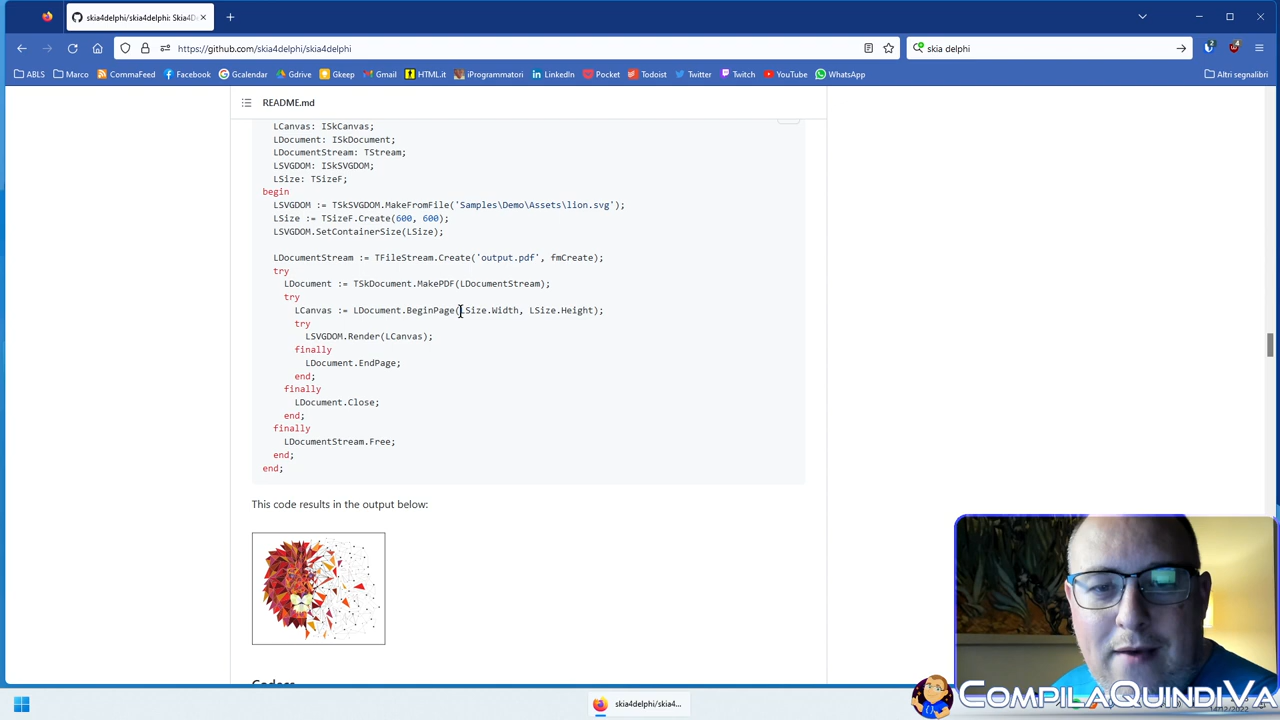 skia4delphi/skia4delphi: Skia4D
https://github.com/skia4delphi/skia4delphi
skia delphi
ABLS Marco CommaFeed Facebook Gcalendar Gdrive Gkeep Gmail HTML.it iProgrammatori LinkedIn Pocket Todoist Twitter Twitch YouTube WhatsApp Altri segnalibri
README.md
LCanvas: ISkCanvas;
LDocument: ISkDocument;
LDocumentStream: TStream;
LSVGDOM: ISkSVGDOM;
LSize: TSizeF;
begin
LSVGDOM := TSkSVGDOM.MakeFromFile('Samples\Demo\Assets\lion.svg');
LSize := TSizeF.Create(600, 600);
LSVGDOM.SetContainerSize(LSize);
LDocumentStream := TFileStream.Create('output.pdf', fmCreate);
try
LDocument := TSkDocument.MakePDF(LDocumentStream);
try
LCanvas := LDocument.BeginPage(LSize.Width, LSize.Height);
try
LSVGDOM.Render(LCanvas);
finally
LDocument.EndPage;
end;
finally
LDocument.Close;
end;
finally
LDocumentStream.Free;
end;
end;
This code results in the output below:
Codecs
skia4delphi/skia4...
COMPILAQUINDIVA